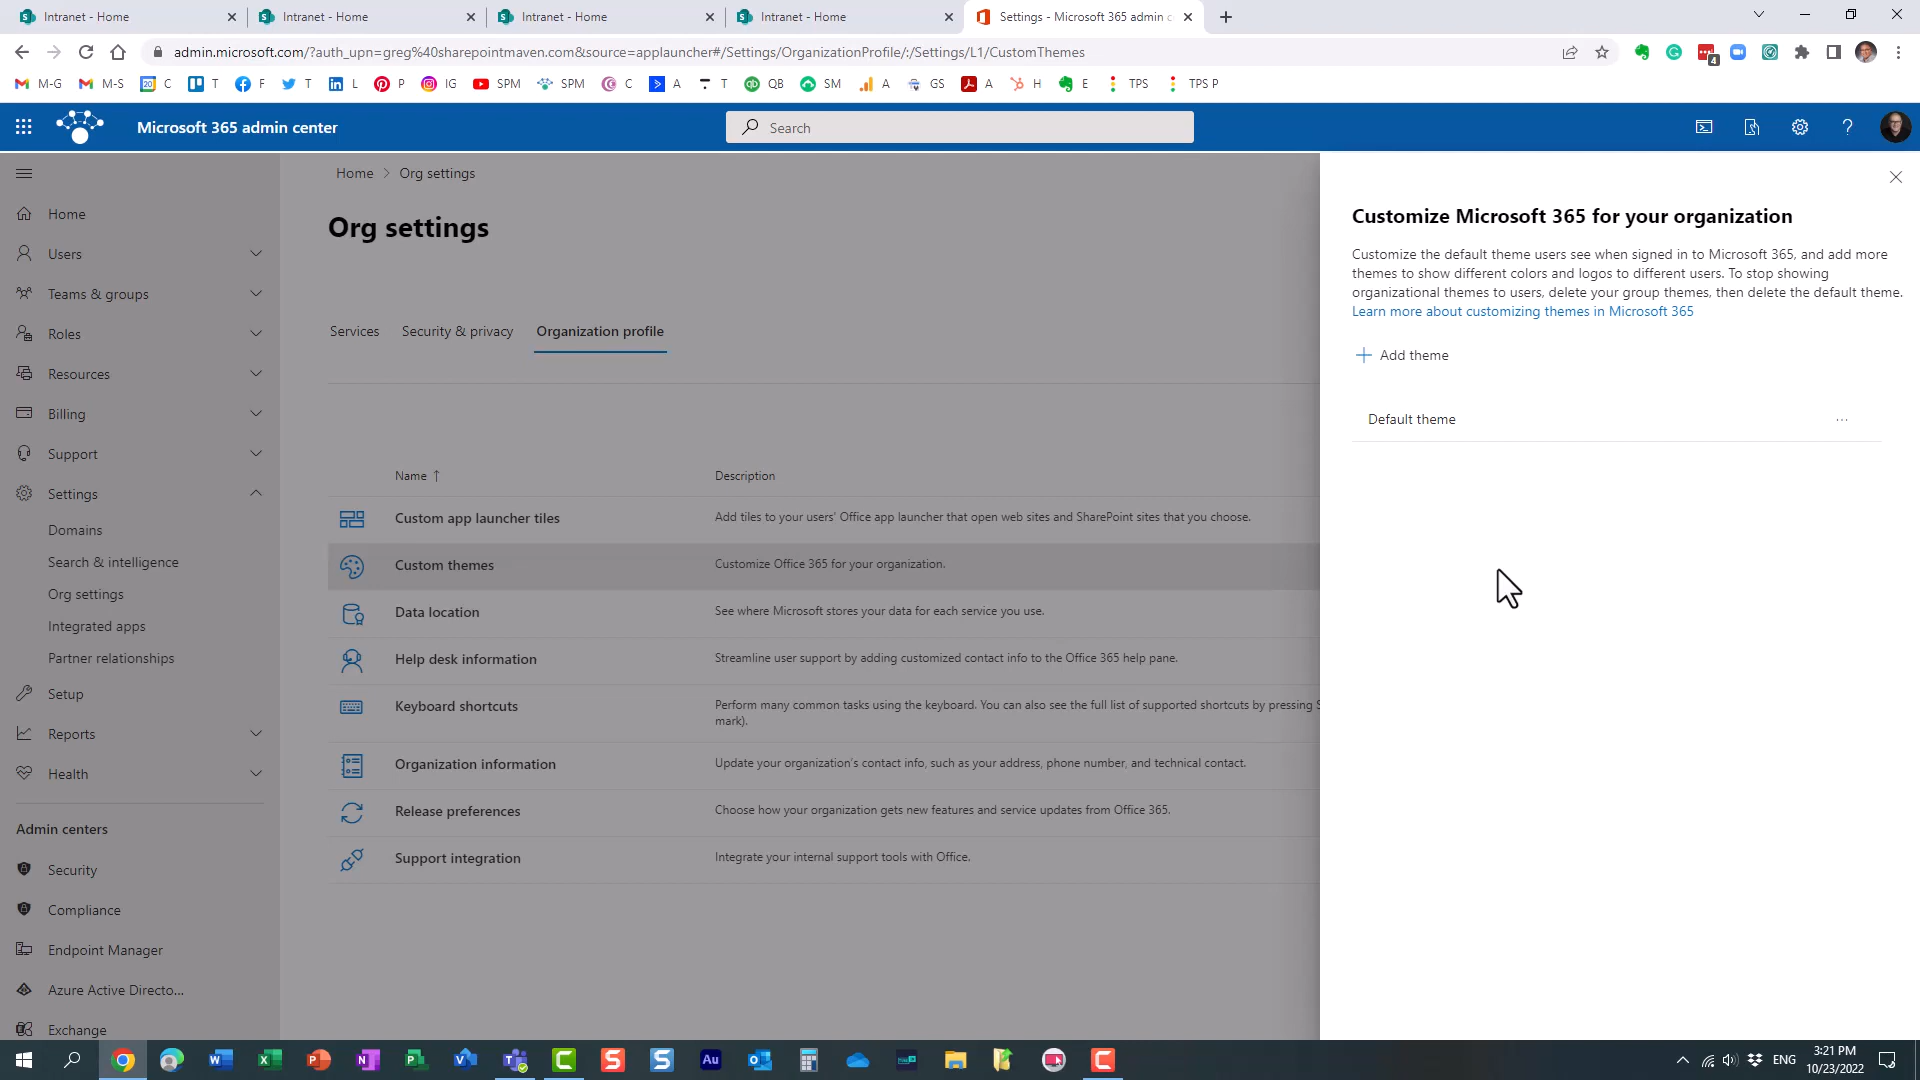 Intranet - Home
Intranet - Home
Intranet - Home
Intranet - Home
Settings - Microsoft 365 admin c
admin.microsoft.com/?auth_upn=greg%40sharepointmaven.com&source=applauncher#/Settings/OrganizationProfile/:/Settings/L1/CustomThemes
4
M-G
M-S
20
C
T
F
T
L
P
IG
SPM
SPM
C
A
T
QB
SM
A
GS
A
H
E
TPS
TPS P
Microsoft 365 admin center
Search
Home > Org settings
Org settings
Home
Users
Teams & groups
Roles
Resources
Billing
Support
Settings
Domains
Search & intelligence
Org settings
Integrated apps
Partner relationships
Setup
Reports
Health
Admin centers
Security
Compliance
Endpoint Manager
Azure Active Directo...
Exchange
Services
Security & privacy
Organization profile
Name ↑
Description
Custom app launcher tiles
Add tiles to your users' Office app launcher that open web sites and SharePoint sites that you choose.
Custom themes
Customize Office 365 for your organization.
Data location
See where Microsoft stores your data for each service you use.
Help desk information
Streamline user support by adding customized contact info to the Office 365 help pane.
Keyboard shortcuts
Perform many common tasks using the keyboard. You can also see the full list of supported shortcuts by pressing S
mark).
Organization information
Update your organization's contact info, such as your address, phone number, and technical contact.
Release preferences
Choose how your organization gets new features and service updates from Office 365.
Support integration
Integrate your internal support tools with Office.
Customize Microsoft 365 for your organization
Customize the default theme users see when signed in to Microsoft 365, and add more
themes to show different colors and logos to different users. To stop showing
organizational themes to users, delete your group themes, then delete the default theme.
Learn more about customizing themes in Microsoft 365
Add theme
Default theme
ENG
3:21 PM
10/23/2022